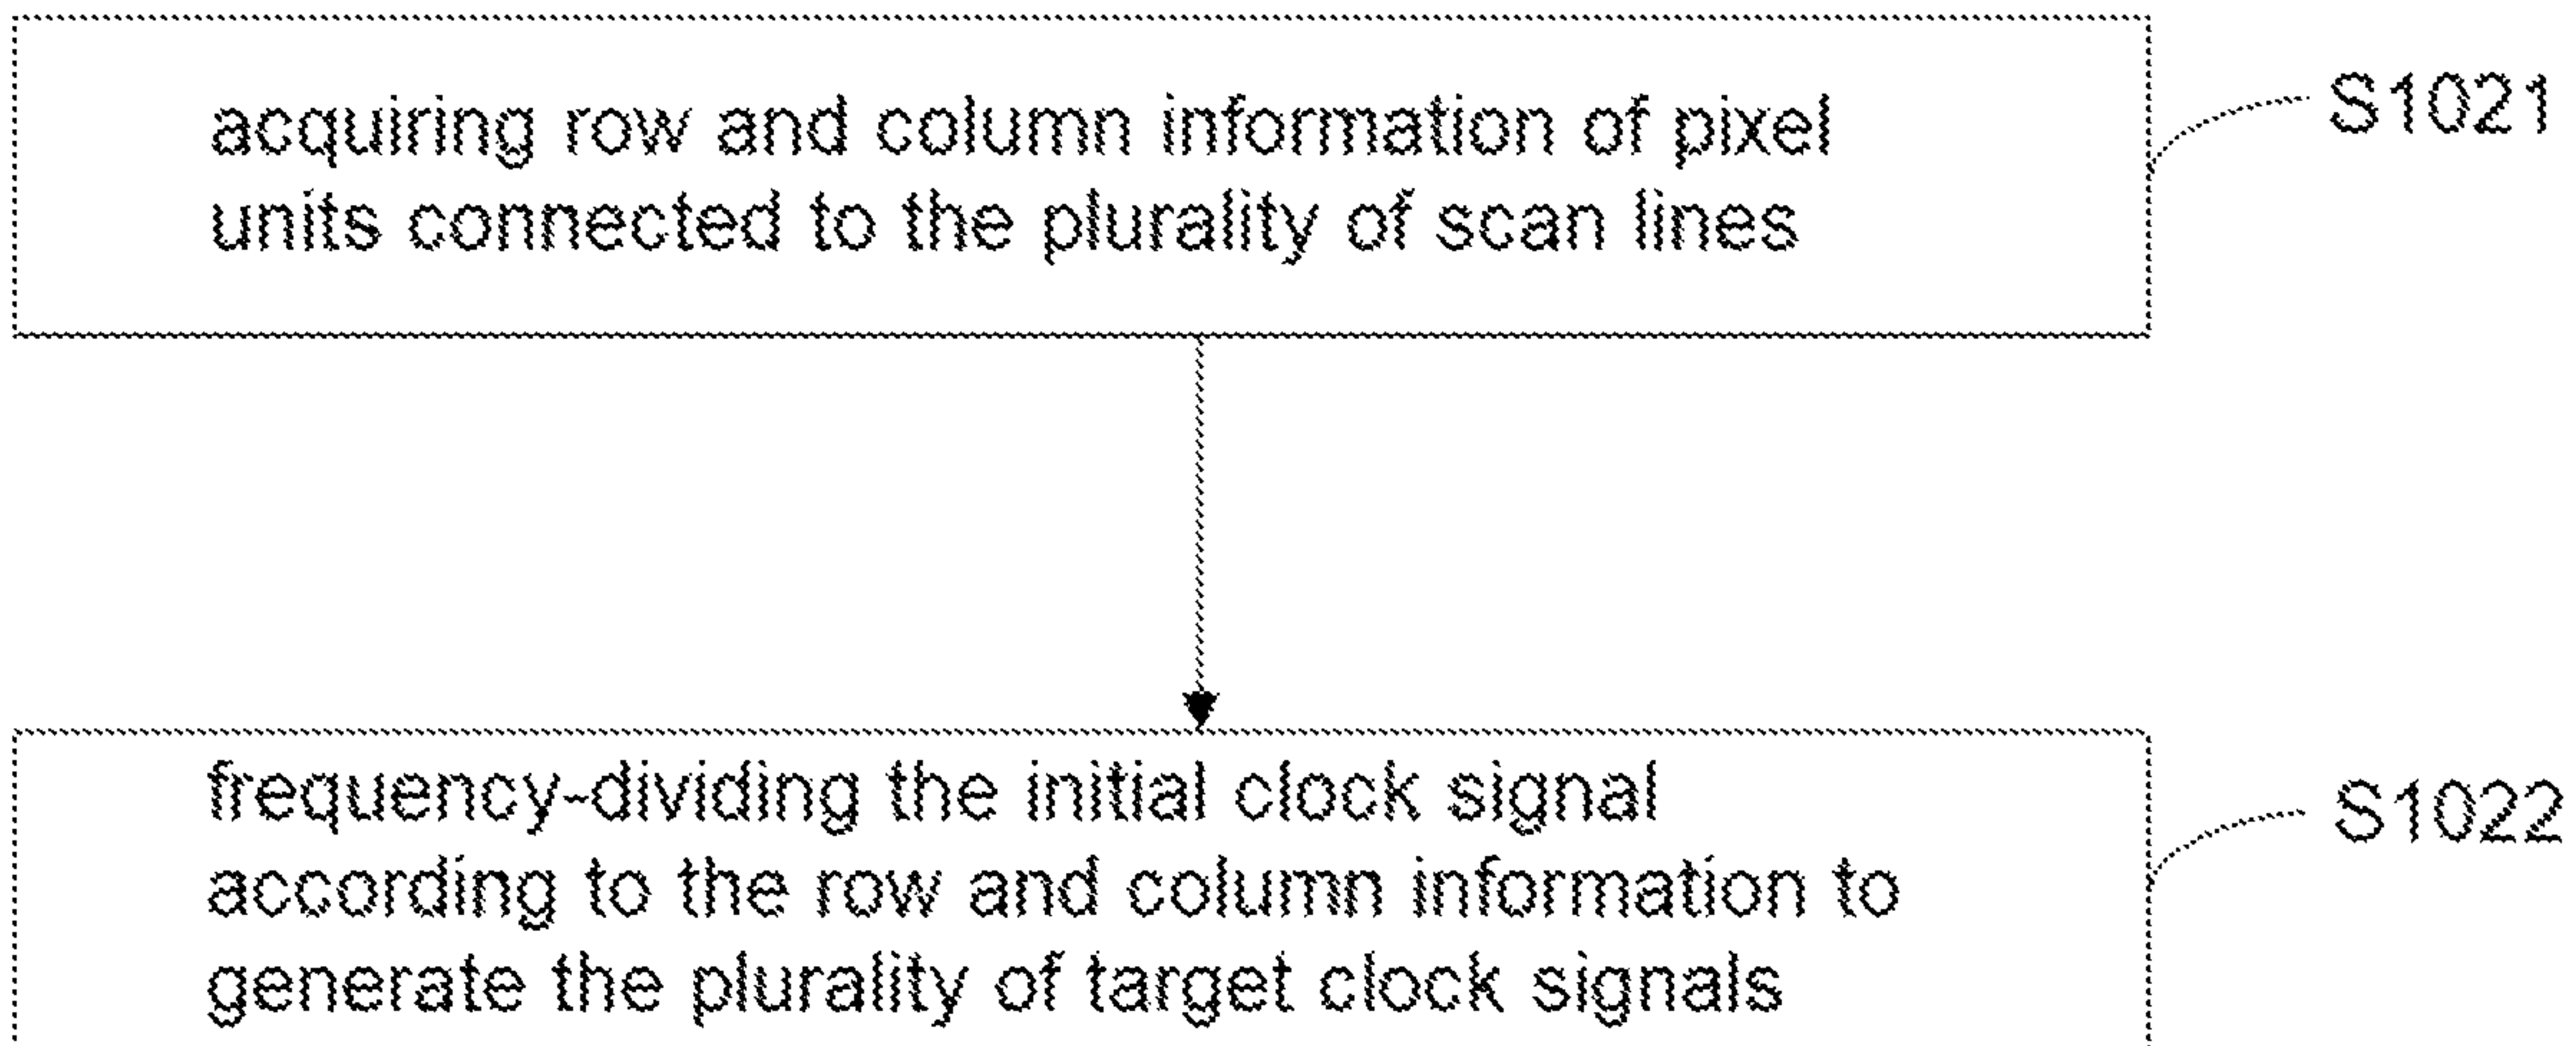 acquiring row and column information of pixel
units connected to the plurality of scan lines
S1021
frequency-dividing the initial clock signal
according to the row and column information to
generate the plurality of target clock signals
S1022